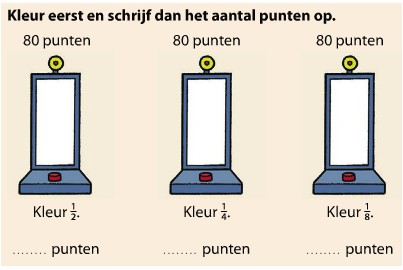 Kleur eerst en schrijf dan het aantal punten op.
80 punten 80 punten 80 punten
Kleur 1/2. Kleur 1/4. Kleur 1/8.
........ punten ........ punten ........ punten